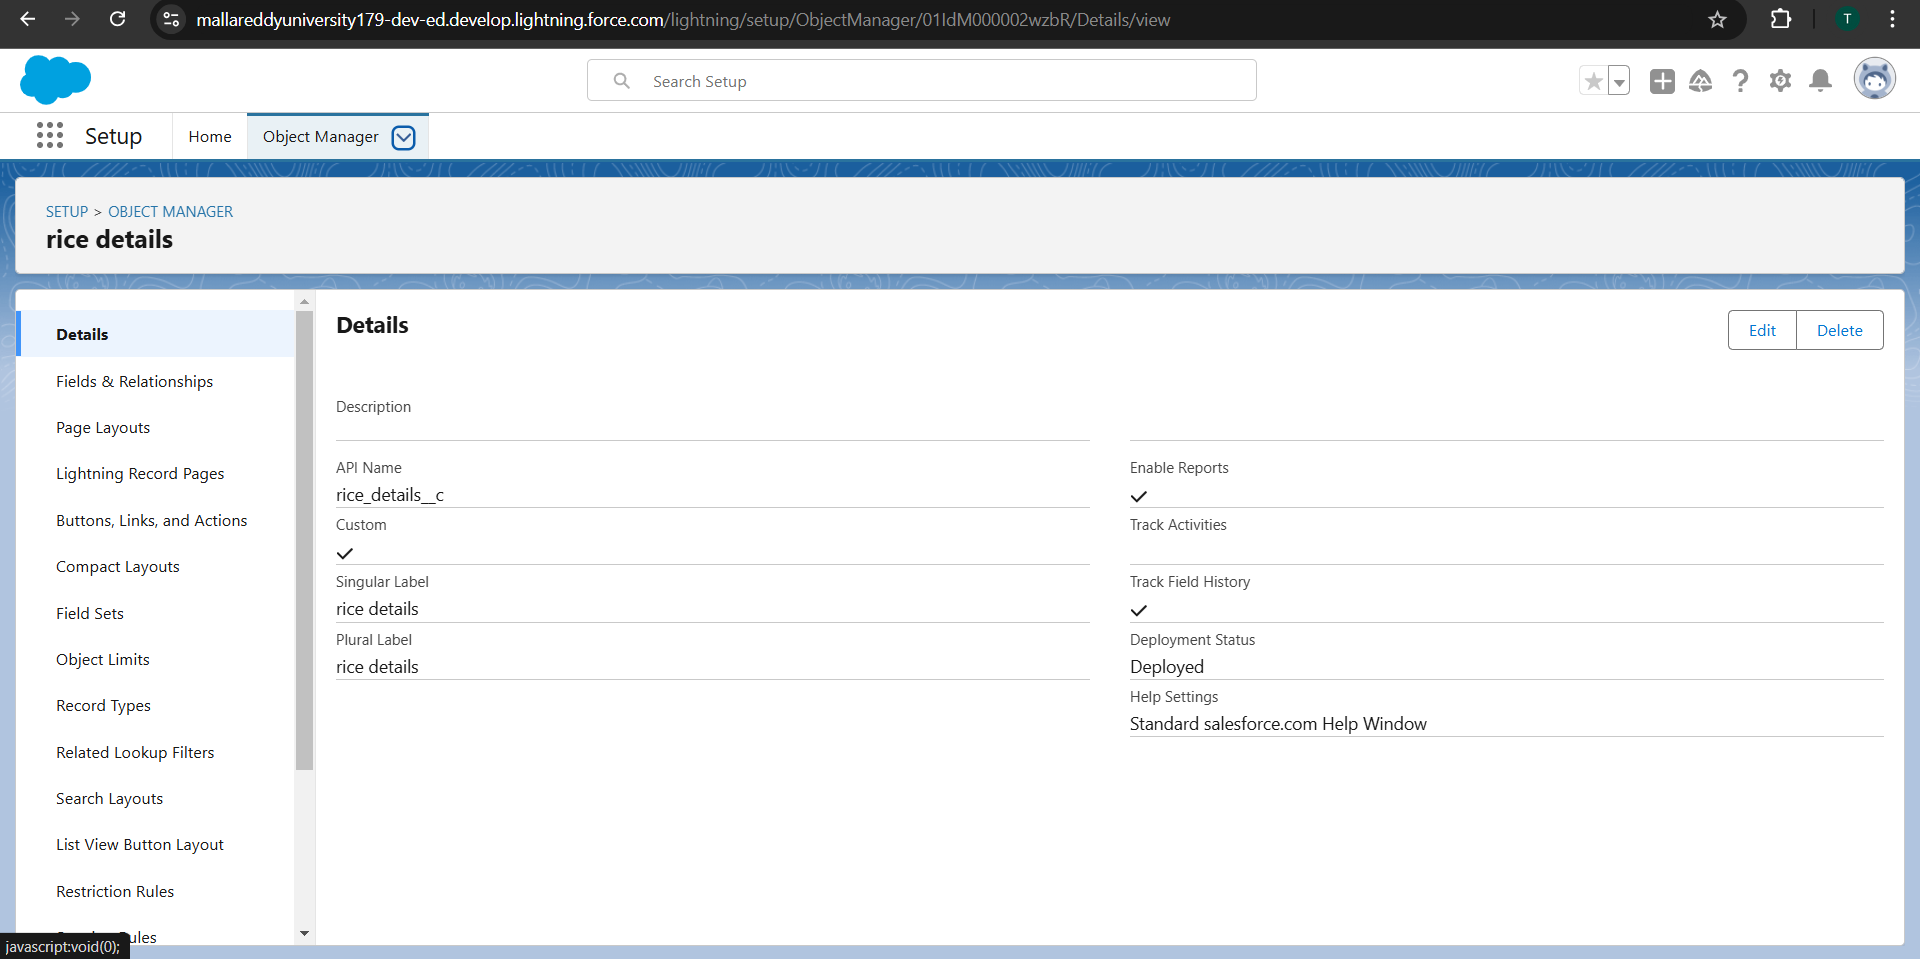 mallareddyuniversity179-dev-ed.develop.lightning.force.com/lightning/setup/ObjectManager/01IdM000002wzbR/Details/view
T
Search Setup
Setup
Home
Object Manager
SETUP > OBJECT MANAGER
rice details
Details
Fields & Relationships
Page Layouts
Lightning Record Pages
Buttons, Links, and Actions
Compact Layouts
Field Sets
Object Limits
Record Types
Related Lookup Filters
Search Layouts
List View Button Layout
Restriction Rules
Rules
javascript:void(0);
Details
Edit
Delete
Description
API Name
rice_details__c
Custom
Singular Label
rice details
Plural Label
rice details
Enable Reports
Track Activities
Track Field History
Deployment Status
Deployed
Help Settings
Standard salesforce.com Help Window